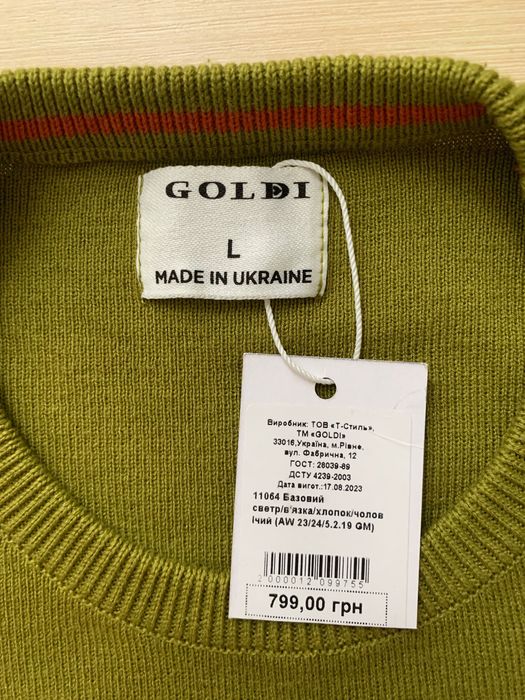 GOLDI
L
MADE IN UKRAINE
Виробник: ТОВ «Т-Стиль»,
ТМ «GOLDI»
33016,Україна, м.Рівне,
вул. Фабрична, 12
ГОСТ: 28039-89
ДСТУ 4239-2003
Дата вигот.:17.08.2023
11064 Базовий
светр/в'язка/хлопок/чолов
ічий (AW 23/24/5.2.19 GM)
2000012099755
799,00 грн